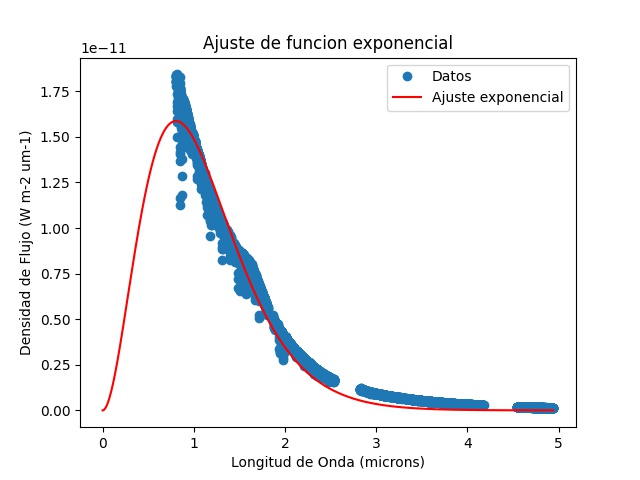 Ajuste de funcion exponencial
1e−11
Datos
Ajuste exponencial
1.75
1.50
1.25
1.00
0.75
0.50
0.25
0.00
Densidad de Flujo (W m-2 um-1)
0 1 2 3 4 5
Longitud de Onda (microns)